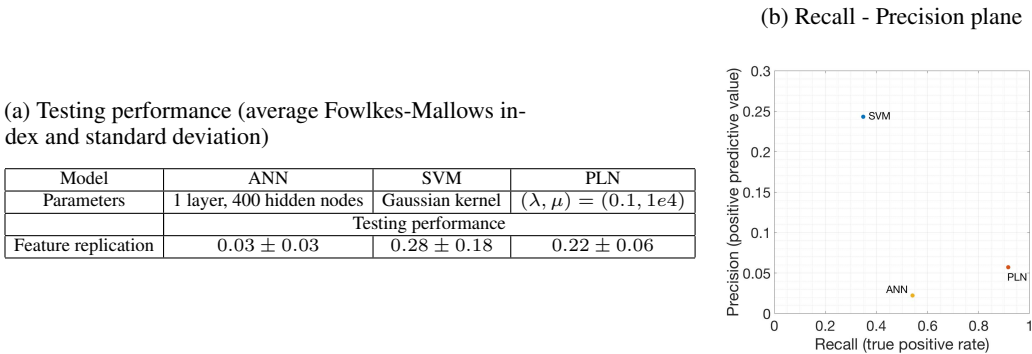 (a) Testing performance (average Fowlkes-Mallows in-
dex and standard deviation)
Model ANN SVM PLN
Parameters 1 layer, 400 hidden nodes Gaussian kernel (λ, μ) = (0.1, 1e4)
Testing performance
Feature replication 0.03 ± 0.03 0.28 ± 0.18 0.22 ± 0.06
(b) Recall - Precision plane
Precision (positive predictive value)
0.3
0.25
0.2
0.15
0.1
0.05
0
SVM
PLN
ANN
0 0.2 0.4 0.6 0.8 1
Recall (true positive rate)